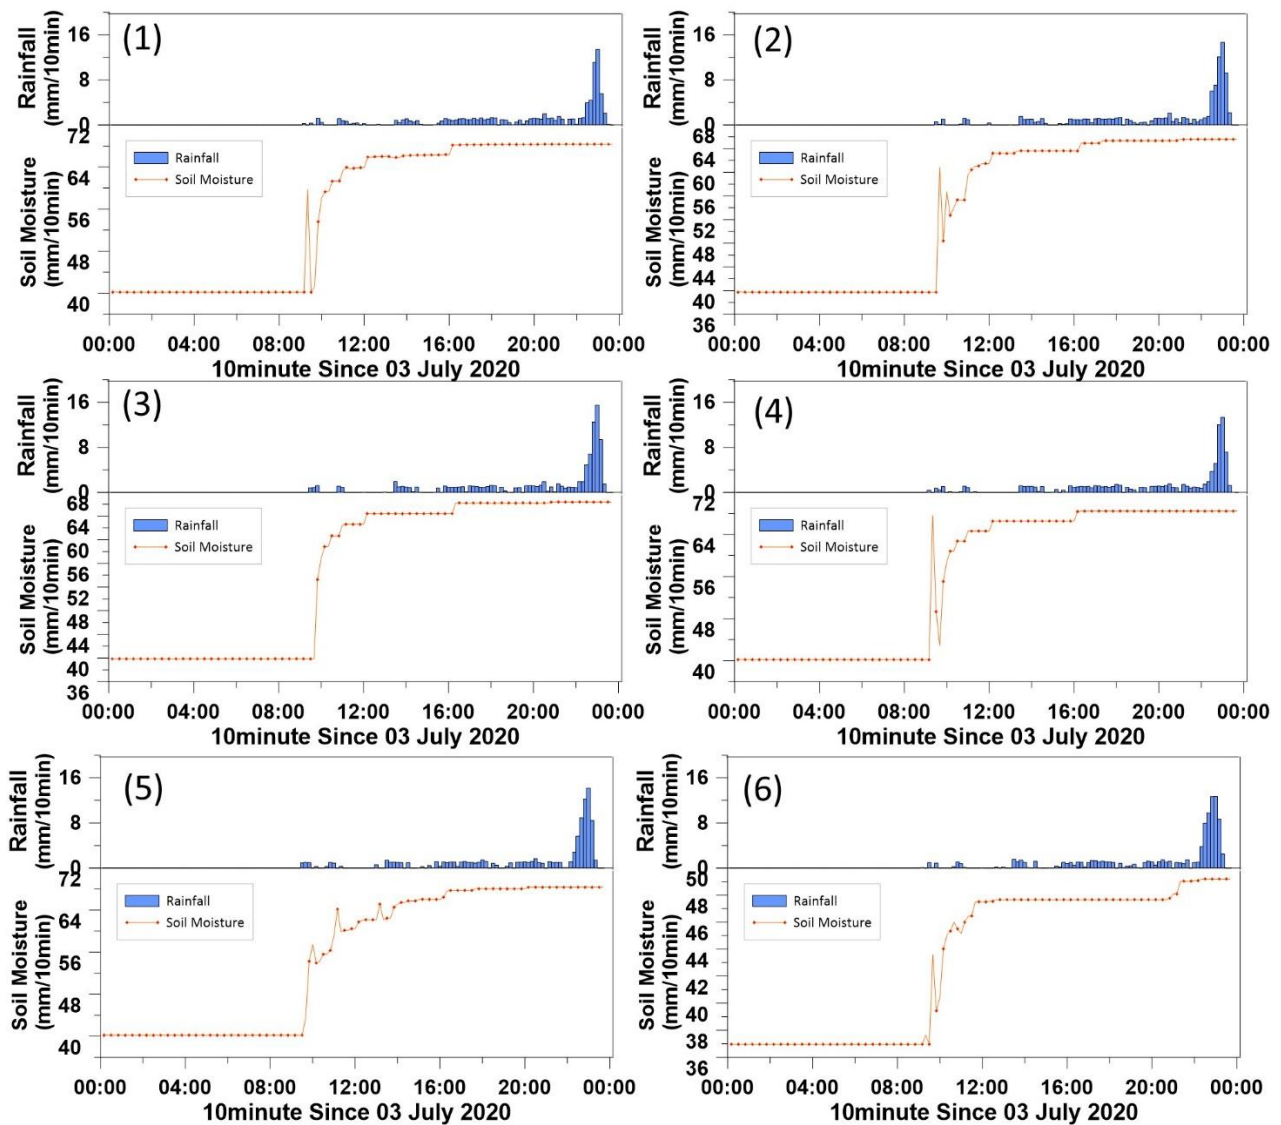 (1)
Rainfall
(mm/10min)
16
8
0
Soil Moisture
(mm/10min)
72
64
56
48
40
Rainfall
Soil Moisture
00:00 04:00 08:00 12:00 16:00 20:00 00:00
10minute Since 03 July 2020
(2)
Rainfall
(mm/10min)
16
8
0
Soil Moisture
(mm/10min)
68
64
60
56
52
48
44
40
36
Rainfall
Soil Moisture
00:00 04:00 08:00 12:00 16:00 20:00 00:00
10minute Since 03 July 2020
(3)
Rainfall
(mm/10min)
16
8
0
Soil Moisture
(mm/10min)
68
64
60
56
52
48
44
40
36
Rainfall
Soil Moisture
00:00 04:00 08:00 12:00 16:00 20:00 00:00
10minute Since 03 July 2020
(4)
Rainfall
(mm/10min)
16
8
0
Soil Moisture
(mm/10min)
72
64
56
48
40
Rainfall
Soil Moisture
00:00 04:00 08:00 12:00 16:00 20:00 00:00
10minute Since 03 July 2020
(5)
Rainfall
(mm/10min)
16
8
0
Soil Moisture
(mm/10min)
72
64
56
48
40
Rainfall
Soil Moisture
00:00 04:00 08:00 12:00 16:00 20:00 00:00
10minute Since 03 July 2020
(6)
Rainfall
(mm/10min)
16
8
0
Soil Moisture
(mm/10min)
50
48
46
44
42
40
38
36
Rainfall
Soil Moisture
00:00 04:00 08:00 12:00 16:00 20:00 00:00
10minute Since 03 July 2020